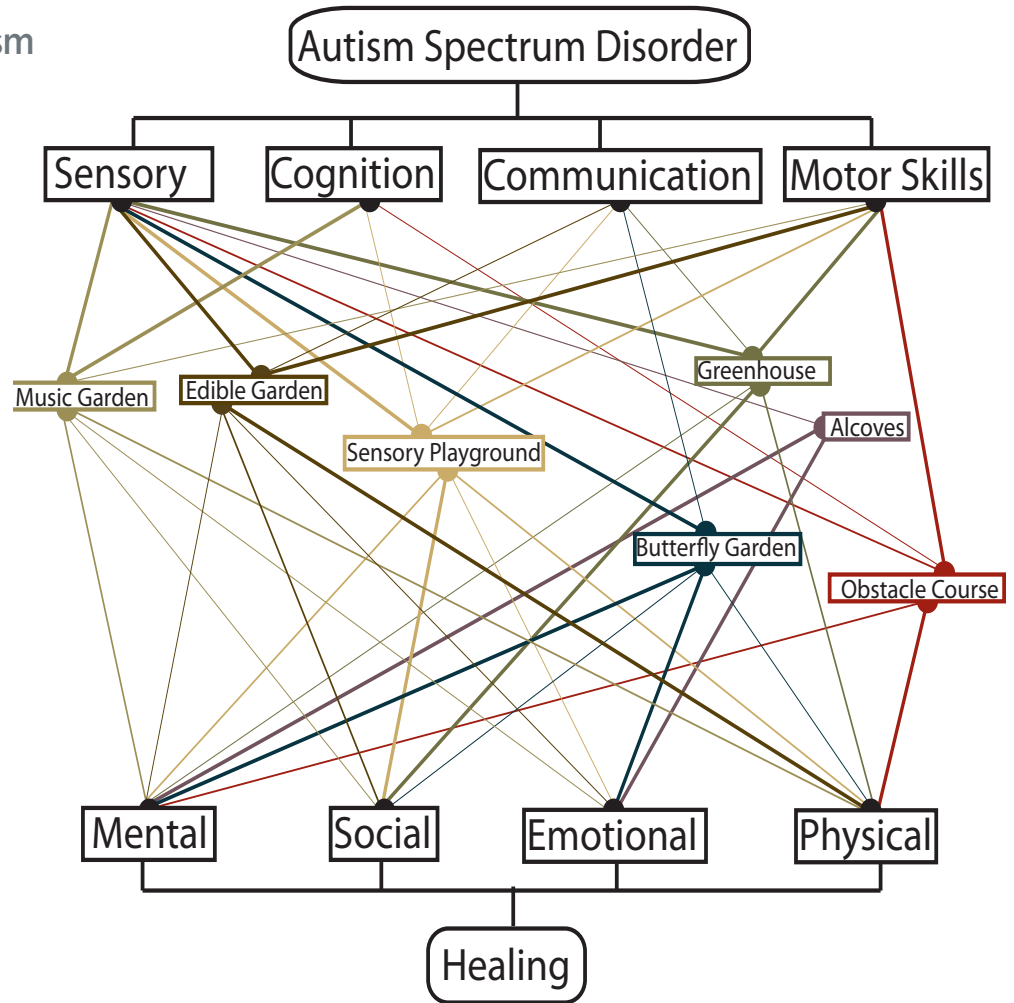 sm
Autism Spectrum Disorder
Sensory
Cognition
Communication
Motor Skills
Music Garden
Edible Garden
Greenhouse
Alcoves
Sensory Playground
Butterfly Garden
Obstacle Course
Mental
Social
Emotional
Physical
Healing